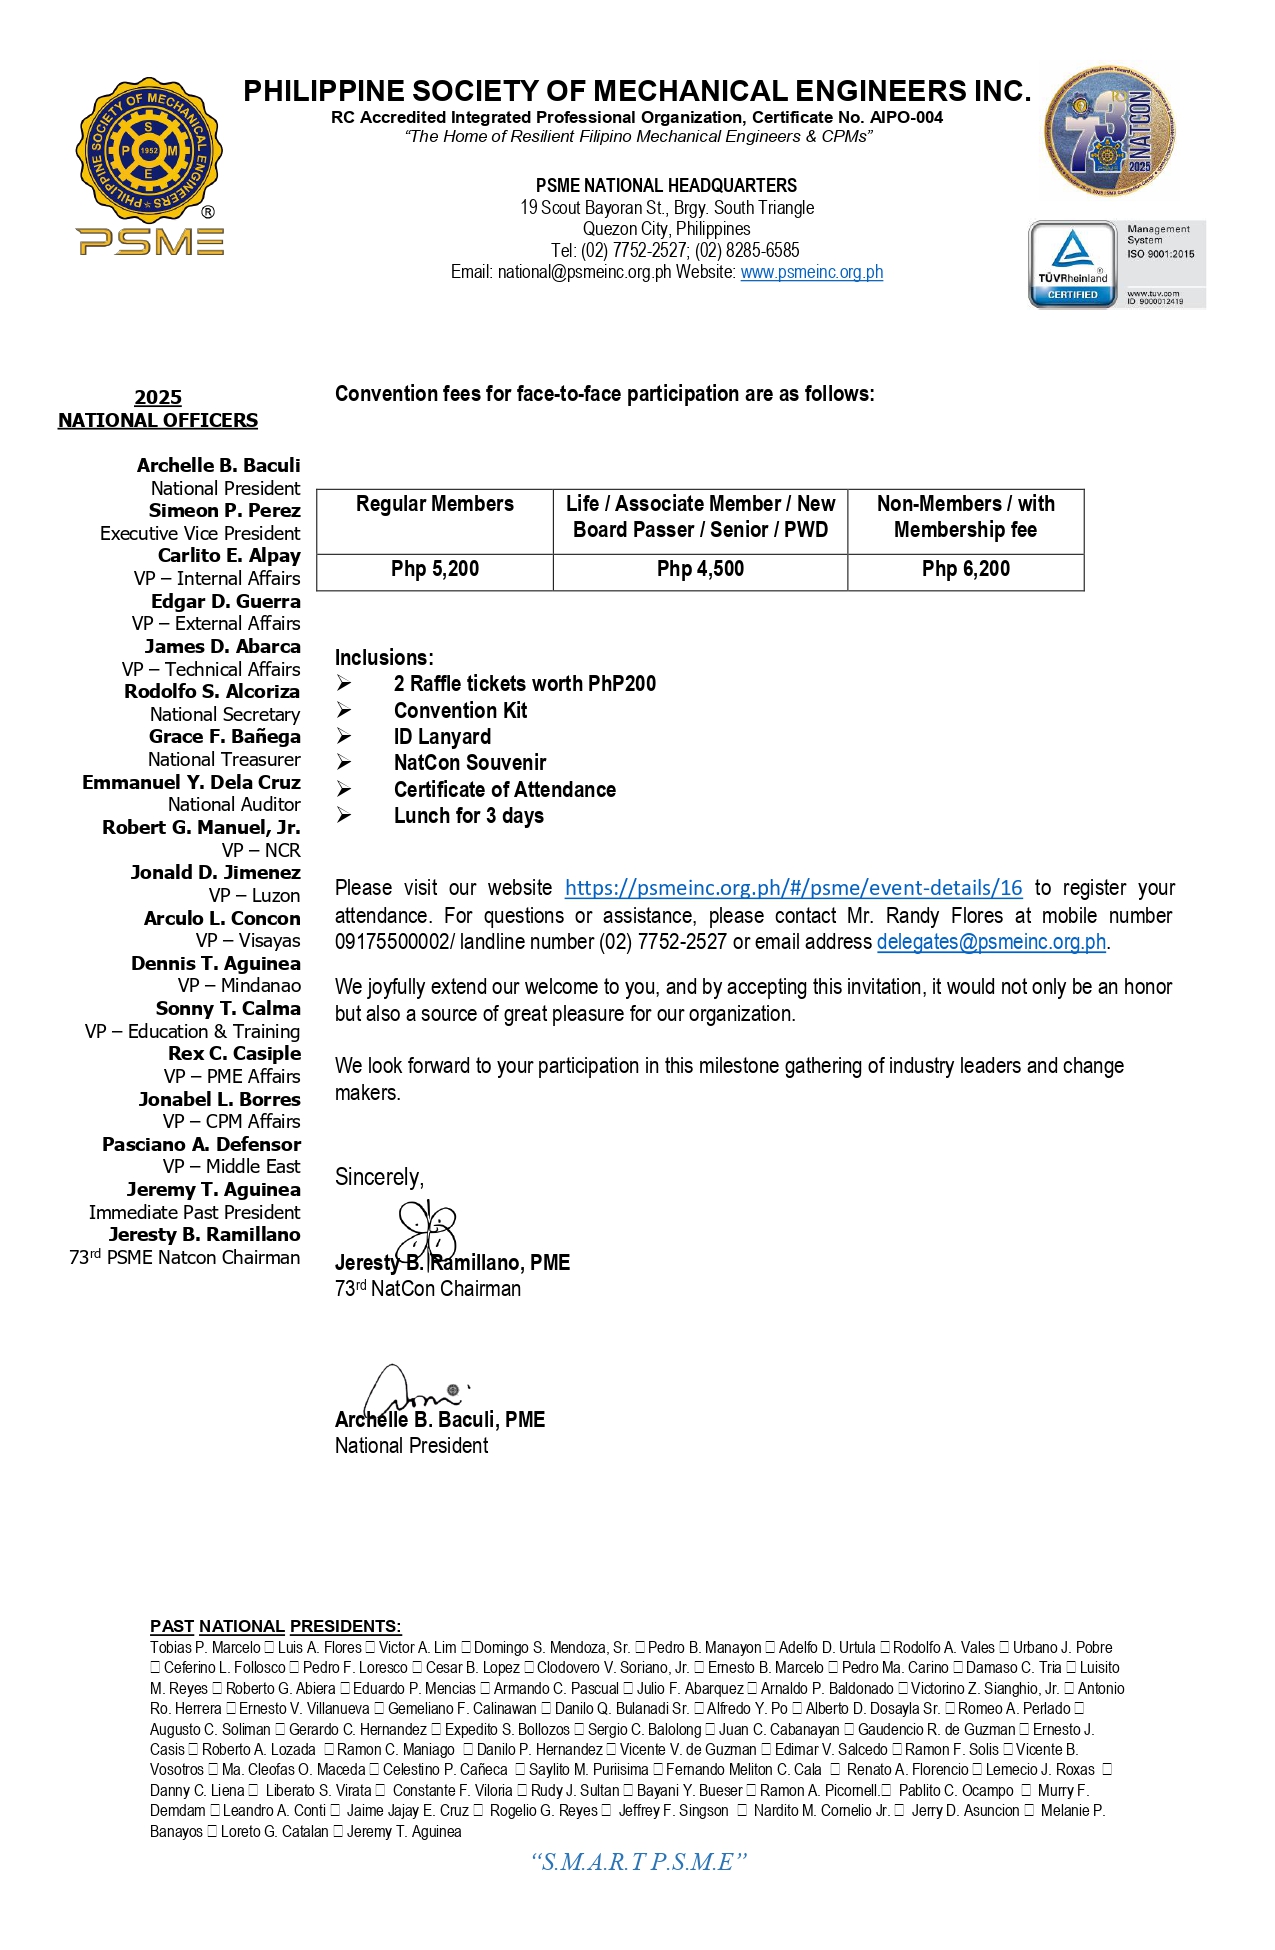 PHILIPPINE SOCIETY OF MECHANICAL ENGINEERS INC.
RC Accredited Integrated Professional Organization, Certificate No. AIPO-004
“The Home of Resilient Filipino Mechanical Engineers & CPMs”
PHILIPPINE SOCIETY OF MECHANICAL ENGINEERS
S
P 1952 M
E
®
PSME
73RD NATCON
2025
PSME NATIONAL HEADQUARTERS
19 Scout Bayoran St., Brgy. South Triangle
Quezon City, Philippines
Tel: (02) 7752-2527; (02) 8285-6585
Email: national@psmeinc.org.ph Website: www.psmeinc.org.ph
TÜVRheinland®
CERTIFIED
Management
System
ISO 9001:2015
www.tuv.com
ID 9000012419
2025
NATIONAL OFFICERS
Archelle B. Baculi
National President
Simeon P. Perez
Executive Vice President
Carlito E. Alpay
VP – Internal Affairs
Edgar D. Guerra
VP – External Affairs
James D. Abarca
VP – Technical Affairs
Rodolfo S. Alcoriza
National Secretary
Grace F. Bañega
National Treasurer
Emmanuel Y. Dela Cruz
National Auditor
Robert G. Manuel, Jr.
VP – NCR
Jonald D. Jimenez
VP – Luzon
Arculo L. Concon
VP – Visayas
Dennis T. Aguinea
VP – Mindanao
Sonny T. Calma
VP – Education & Training
Rex C. Casiple
VP – PME Affairs
Jonabel L. Borres
VP – CPM Affairs
Pasciano A. Defensor
VP – Middle East
Jeremy T. Aguinea
Immediate Past President
Jeresty B. Ramillano
73rd PSME Natcon Chairman
Convention fees for face-to-face participation are as follows:
Regular Members
Life / Associate Member / New
Board Passer / Senior / PWD
Non-Members / with
Membership fee
Php 5,200
Php 4,500
Php 6,200
Inclusions:
➢ 2 Raffle tickets worth PhP200
➢ Convention Kit
➢ ID Lanyard
➢ NatCon Souvenir
➢ Certificate of Attendance
➢ Lunch for 3 days
Please visit our website https://psmeinc.org.ph/#/psme/event-details/16 to register your
attendance. For questions or assistance, please contact Mr. Randy Flores at mobile number
09175500002/ landline number (02) 7752-2527 or email address delegates@psmeinc.org.ph.
We joyfully extend our welcome to you, and by accepting this invitation, it would not only be an honor
but also a source of great pleasure for our organization.
We look forward to your participation in this milestone gathering of industry leaders and change
makers.
Sincerely,
Jeresty B. Ramillano, PME
73rd NatCon Chairman
Archelle B. Baculi, PME
National President
PAST NATIONAL PRESIDENTS:
Tobias P. Marcelo □ Luis A. Flores □ Victor A. Lim □ Domingo S. Mendoza, Sr. □ Pedro B. Manayon □ Adelfo D. Urtula □ Rodolfo A. Vales □ Urbano J. Pobre
□ Ceferino L. Follosco □ Pedro F. Loresco □ Cesar B. Lopez □ Clodovero V. Soriano, Jr. □ Ernesto B. Marcelo □ Pedro Ma. Carino □ Damaso C. Tria □ Luisito
M. Reyes □ Roberto G. Abiera □ Eduardo P. Mencias □ Armando C. Pascual □ Julio F. Abarquez □ Arnaldo P. Baldonado □ Victorino Z. Sianghio, Jr. □ Antonio
Ro. Herrera □ Ernesto V. Villanueva □ Gemeliano F. Calinawan □ Danilo Q. Bulanadi Sr. □ Alfredo Y. Po □ Alberto D. Dosayla Sr. □ Romeo A. Perlado □
Augusto C. Soliman □ Gerardo C. Hernandez □ Expedito S. Bollozos □ Sergio C. Balolong □ Juan C. Cabanayan □ Gaudencio R. de Guzman □ Ernesto J.
Casis □ Roberto A. Lozada □ Ramon C. Maniago □ Danilo P. Hernandez □ Vicente V. de Guzman □ Edimar V. Salcedo □ Ramon F. Solis □ Vicente B.
Vosotros □ Ma. Cleofas O. Maceda □ Celestino P. Cañeca □ Saylito M. Puriisima □ Fernando Meliton C. Cala □ Renato A. Florencio □ Lemecio J. Roxas □
Danny C. Liena □ Liberato S. Virata □ Constante F. Viloria □ Rudy J. Sultan □ Bayani Y. Bueser □ Ramon A. Picornell.□ Pablito C. Ocampo □ Murry F.
Demdam □ Leandro A. Conti □ Jaime Jajay E. Cruz □ Rogelio G. Reyes □ Jeffrey F. Singson □ Nardito M. Cornelio Jr. □ Jerry D. Asuncion □ Melanie P.
Banayos □ Loreto G. Catalan □ Jeremy T. Aguinea
“S.M.A.R.T P.S.M.E”